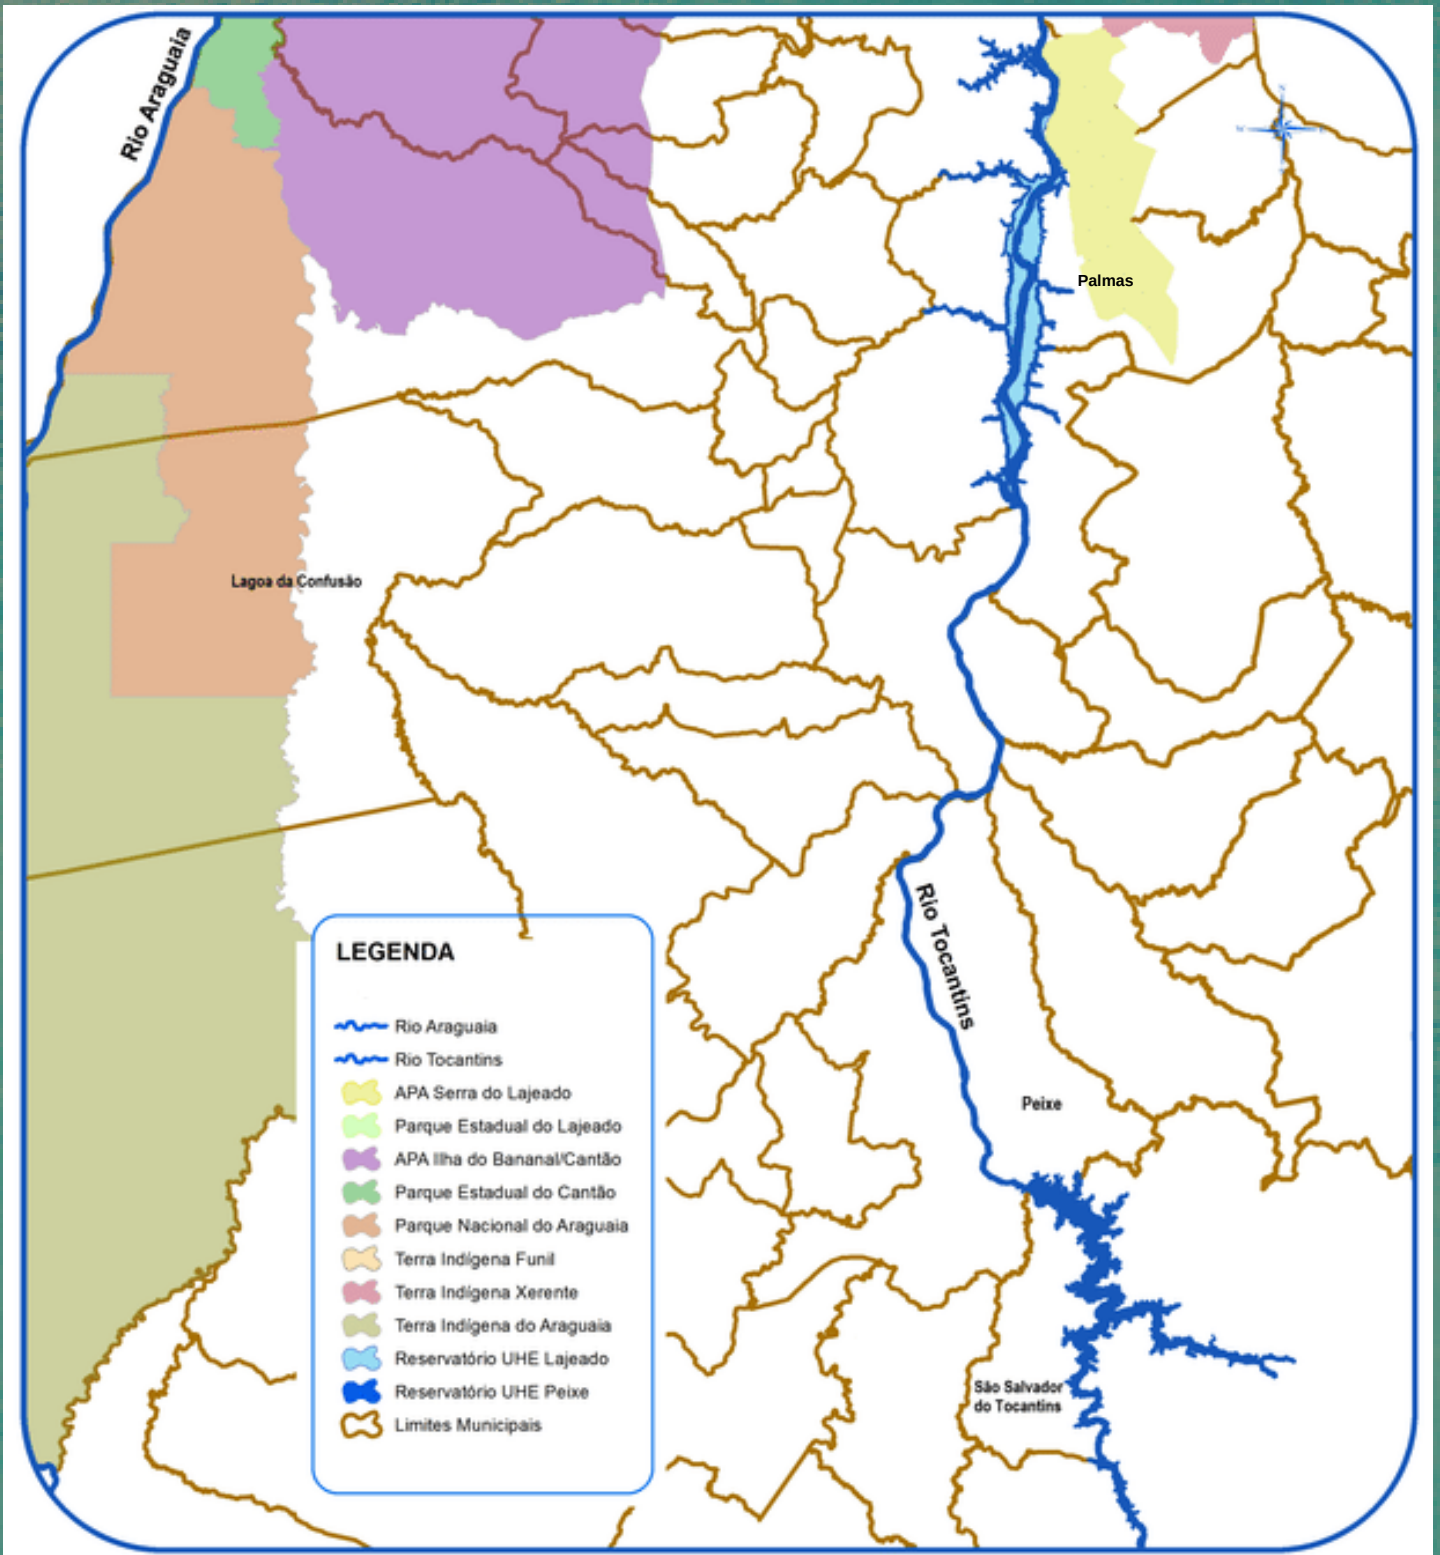 Rio Araguaia
Palmas
Lagoa da Confusão
Rio Tocantins
Peixe
São Salvador
do Tocantins
LEGENDA
Rio Araguaia
Rio Tocantins
APA Serra do Lajeado
Parque Estadual do Lajeado
APA Ilha do Bananal/Cantão
Parque Estadual do Cantão
Parque Nacional do Araguaia
Terra Indígena Funil
Terra Indígena Xerente
Terra Indígena do Araguaia
Reservatório UHE Lajeado
Reservatório UHE Peixe
Limites Municipais